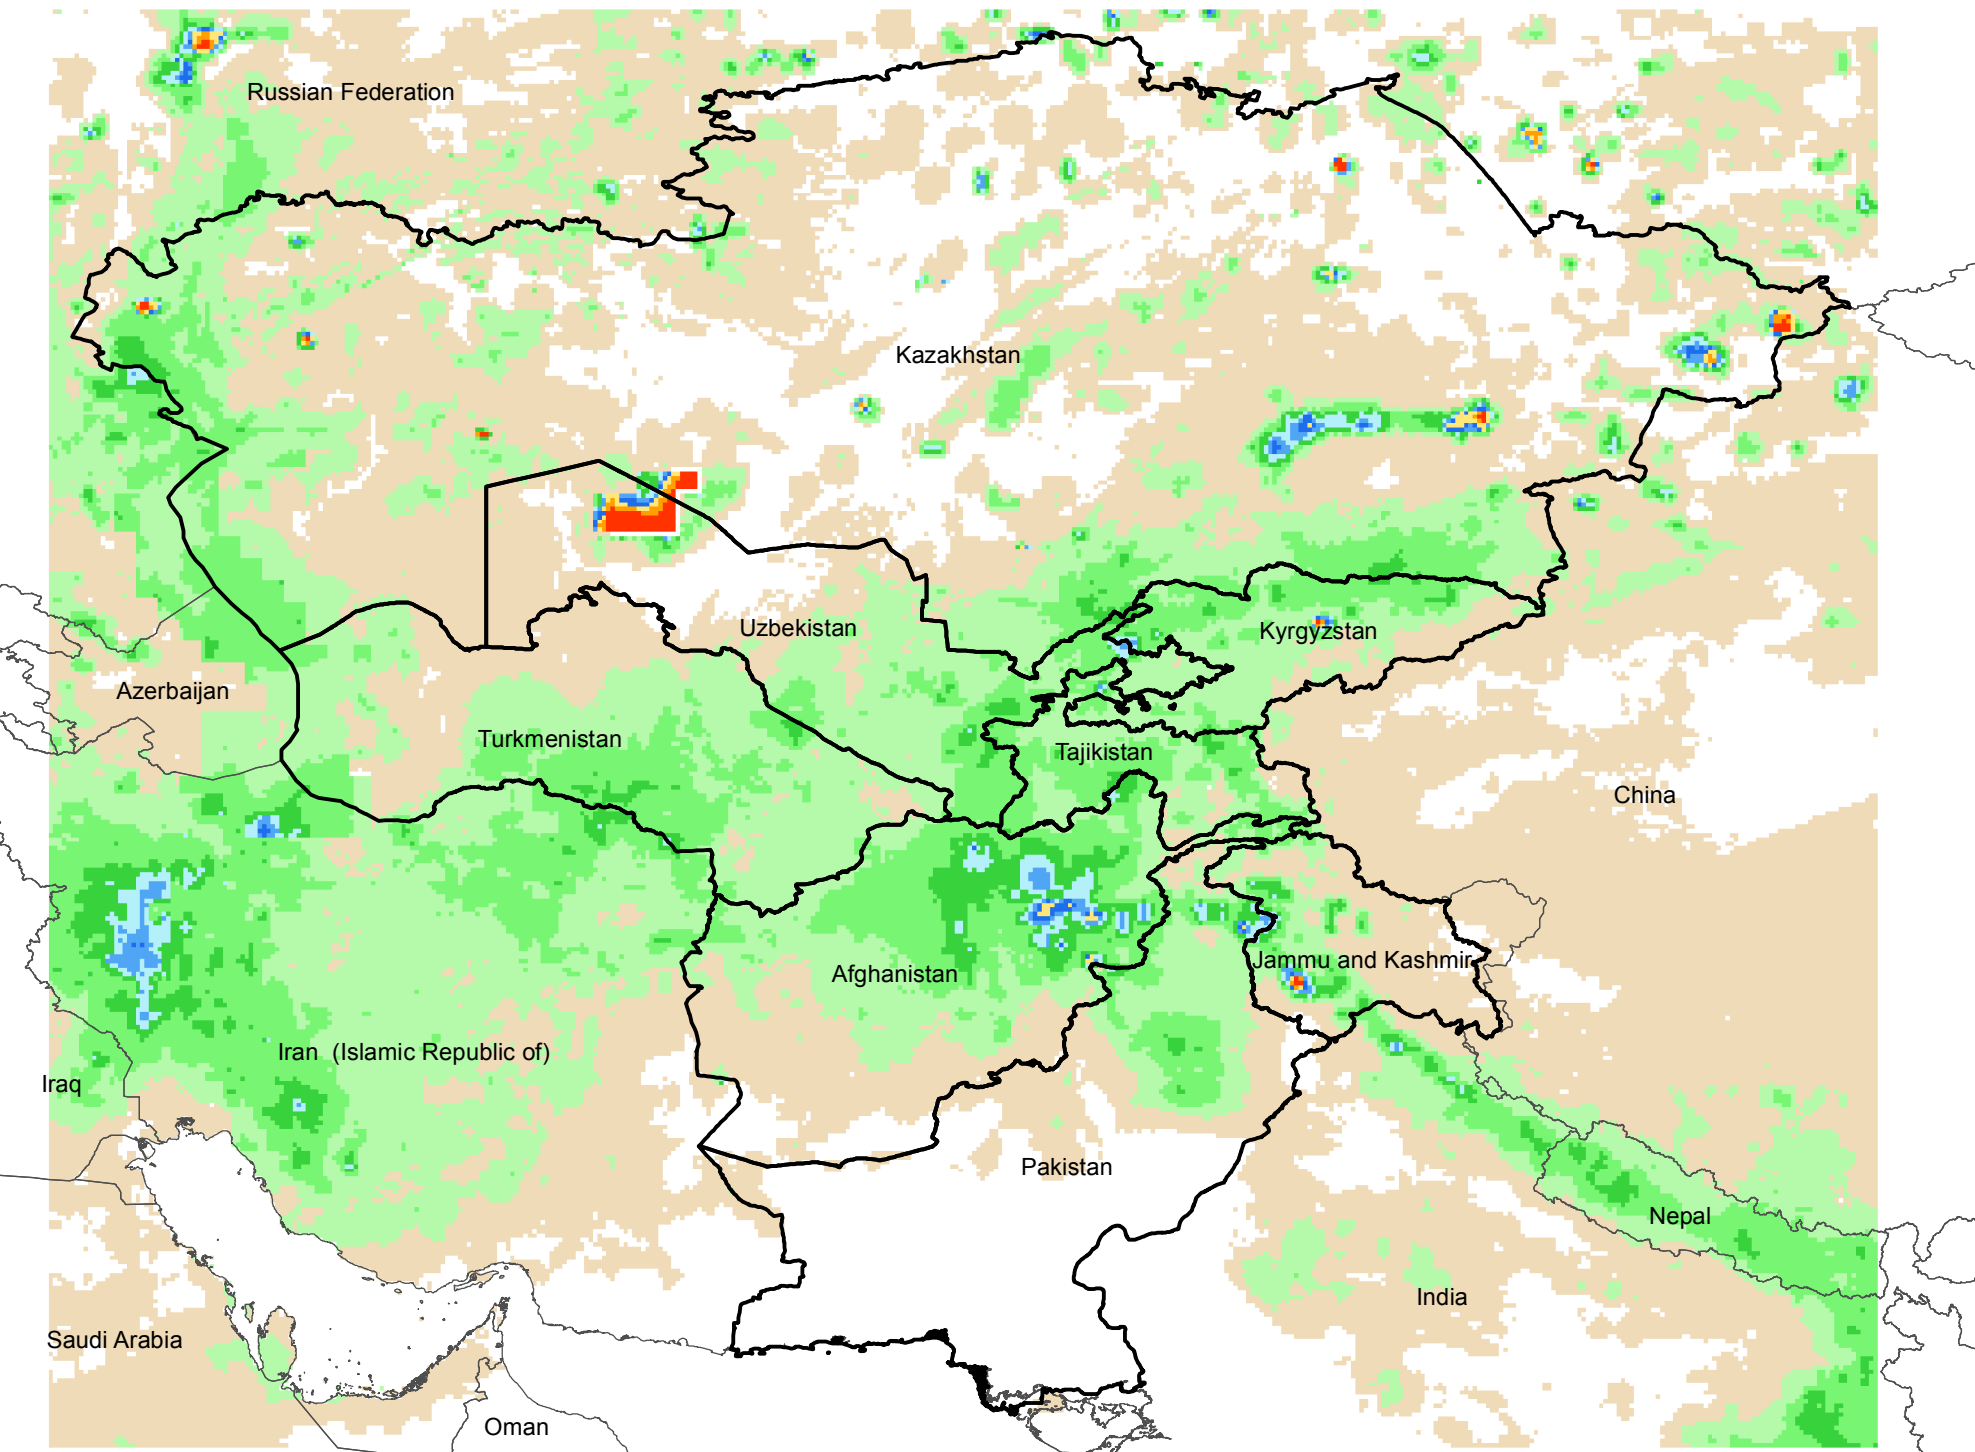 Russian Federation
Kazakhstan
Uzbekistan
Kyrgyzstan
Azerbaijan
Turkmenistan
Tajikistan
China
Afghanistan
Jammu and Kashmir
Iran (Islamic Republic of)
Iraq
Pakistan
Nepal
India
Saudi Arabia
Oman